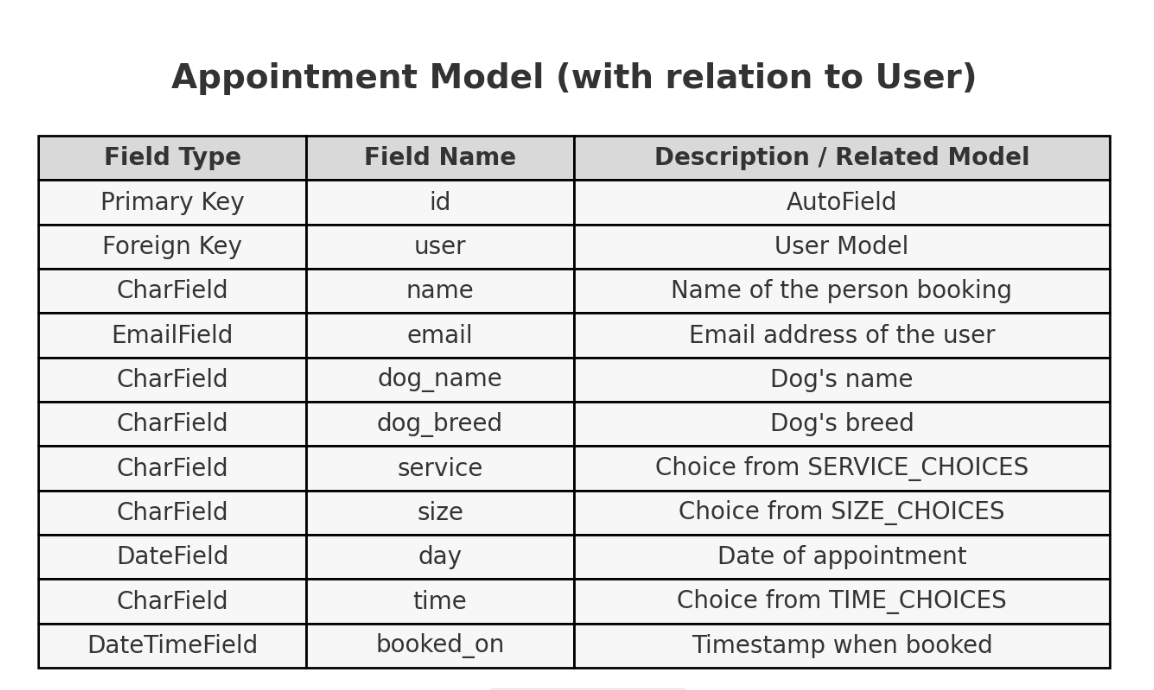 Appointment Model (with relation to User)
Field Type Field Name Description / Related Model
Primary Key id AutoField
Foreign Key user User Model
CharField name Name of the person booking
EmailField email Email address of the user
CharField dog_name Dog's name
CharField dog_breed Dog's breed
CharField service Choice from SERVICE_CHOICES
CharField size Choice from SIZE_CHOICES
DateField day Date of appointment
CharField time Choice from TIME_CHOICES
DateTimeField booked_on Timestamp when booked